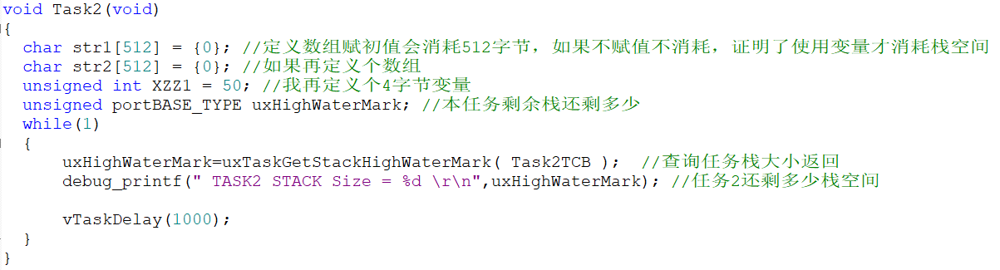 void Task2(void)
{
char str1[512] = {0}; //定义数组赋初值会消耗512字节，如果不赋值不消耗，证明了使用变量才消耗栈空间
char str2[512] = {0}; //如果再定义个数组
unsigned int XZZ1 = 50; //我再定义个4字节变量
unsigned portBASE_TYPE uxHighWaterMark; //本任务剩余栈还剩多少
while(1)
{
uxHighWaterMark=uxTaskGetStackHighWaterMark( Task2TCB ); //查询任务栈大小返回
debug_printf(" TASK2 STACK Size = %d \r\n",uxHighWaterMark); //任务2还剩多少栈空间
vTaskDelay(1000);
}
}